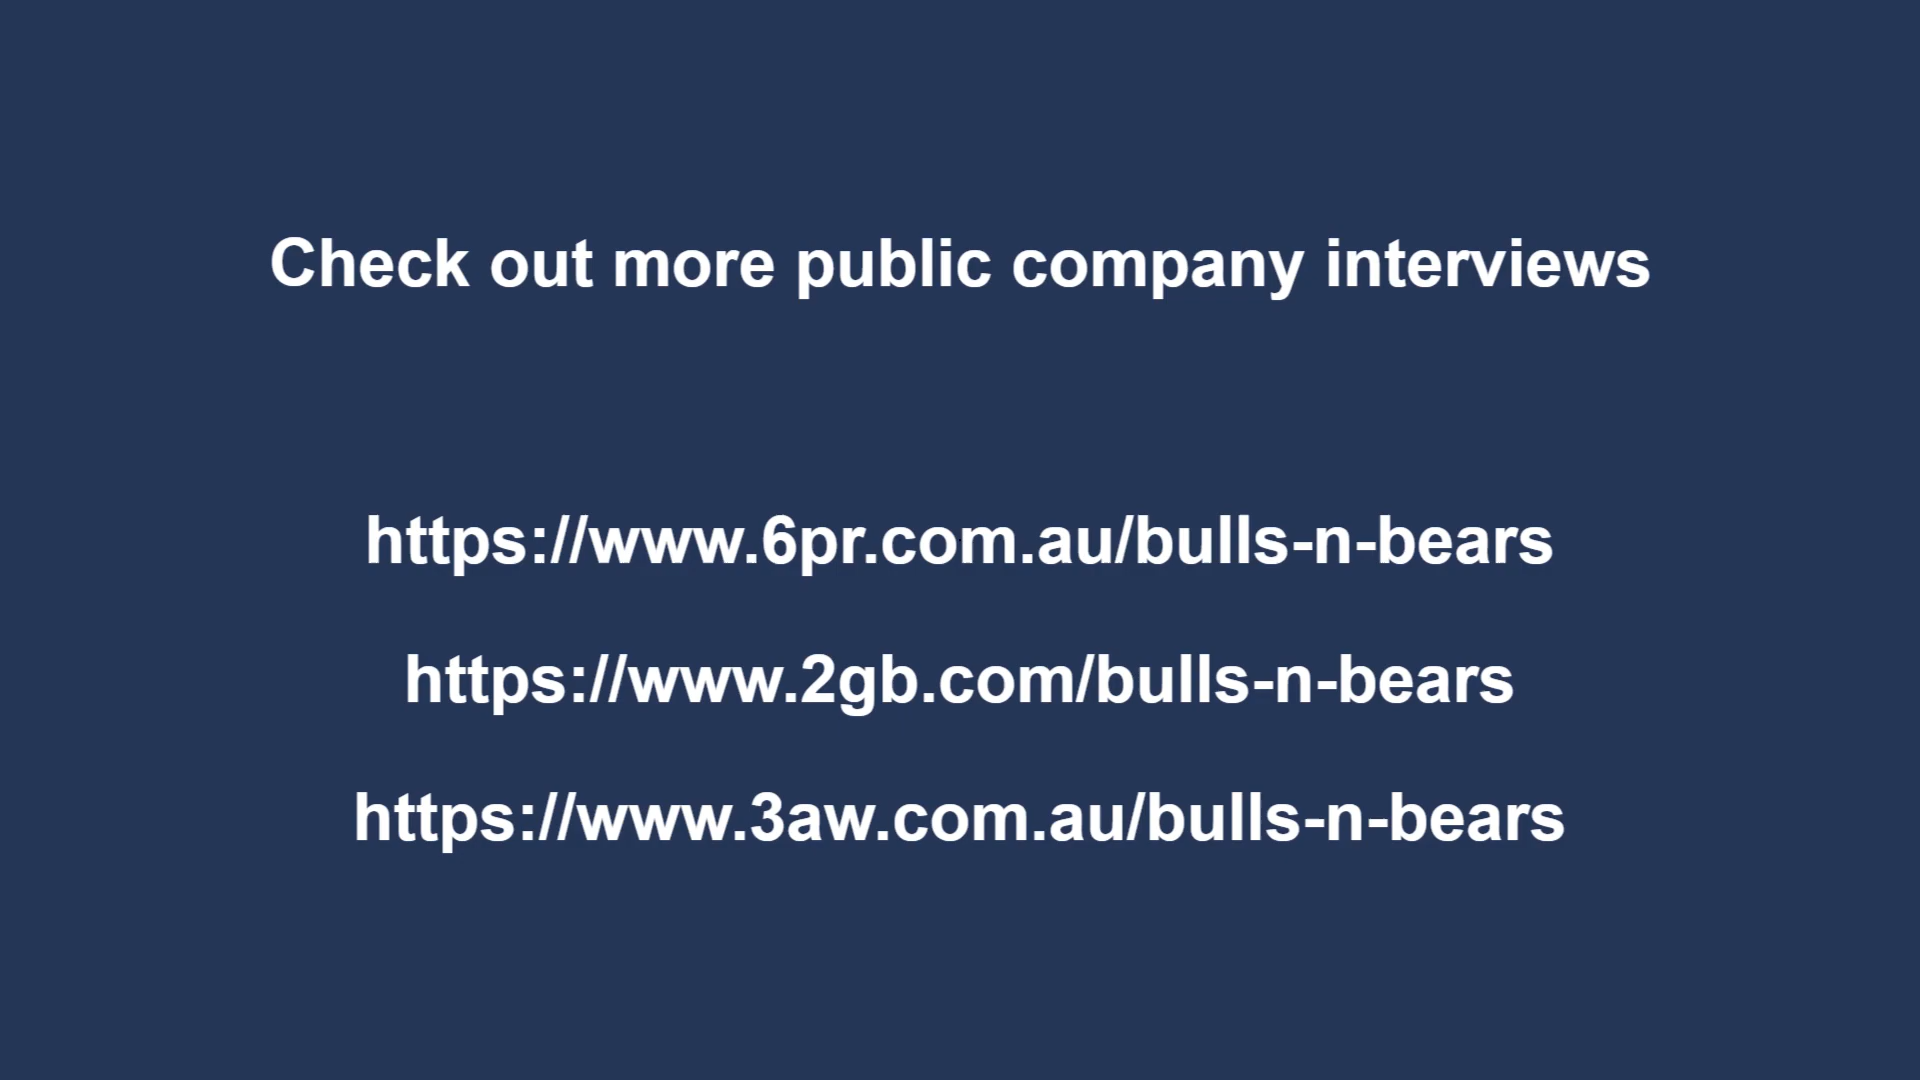 Check out more public company interviews
https://www.6pr.com.au/bulls-n-bears
https://www.2gb.com/bulls-n-bears
https://www.3aw.com.au/bulls-n-bears